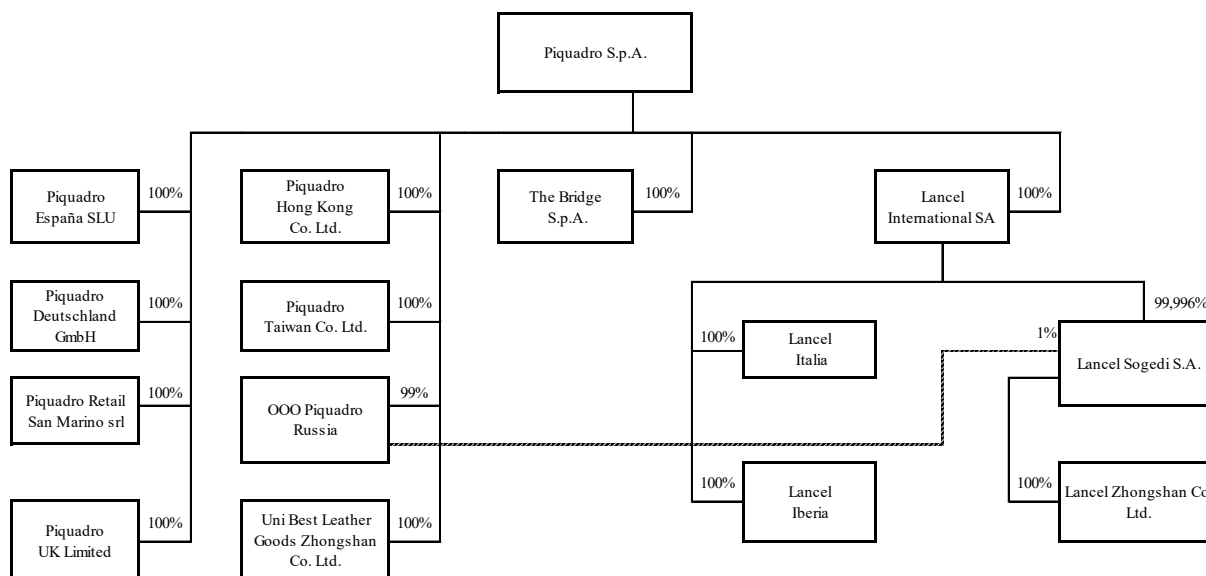 Piquadro S.p.A.
Piquadro
España SLU
100%
Piquadro
Hong Kong
Co. Ltd.
100%
The Bridge
S.p.A.
100%
Lancel
International SA
100%
Piquadro
Deutschland
GmbH
100%
Piquadro
Taiwan Co. Ltd.
100%
100%
Lancel
Italia
99,996%
1%
Lancel Sogedi S.A.
Piquadro Retail
San Marino srl
100%
OOO Piquadro
Russia
99%
Piquadro
UK Limited
100%
Uni Best Leather
Goods Zhongshan
Co. Ltd.
100%
100%
Lancel
Iberia
100%
Lancel Zhongshan Co
Ltd.